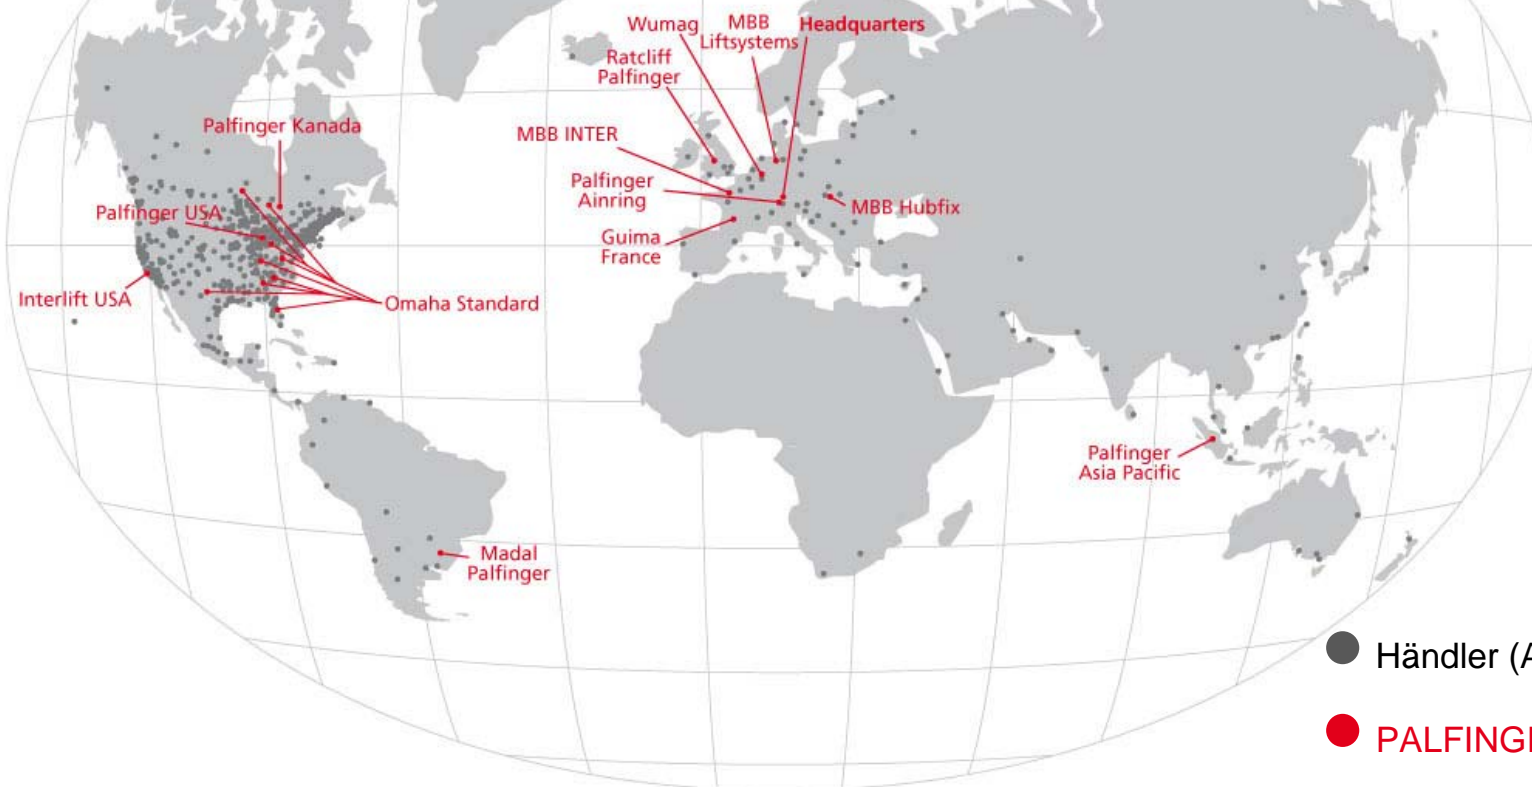 Wumag
MBB
Liftsystems
Headquarters
Ratcliff
Palfinger
Palfinger Kanada
MBB INTER
Palfinger
Ainring
MBB Hubfix
Palfinger USA
Guima
France
Interlift USA
Omaha Standard
Palfinger
Asia Pacific
Madal
Palfinger
Händler (